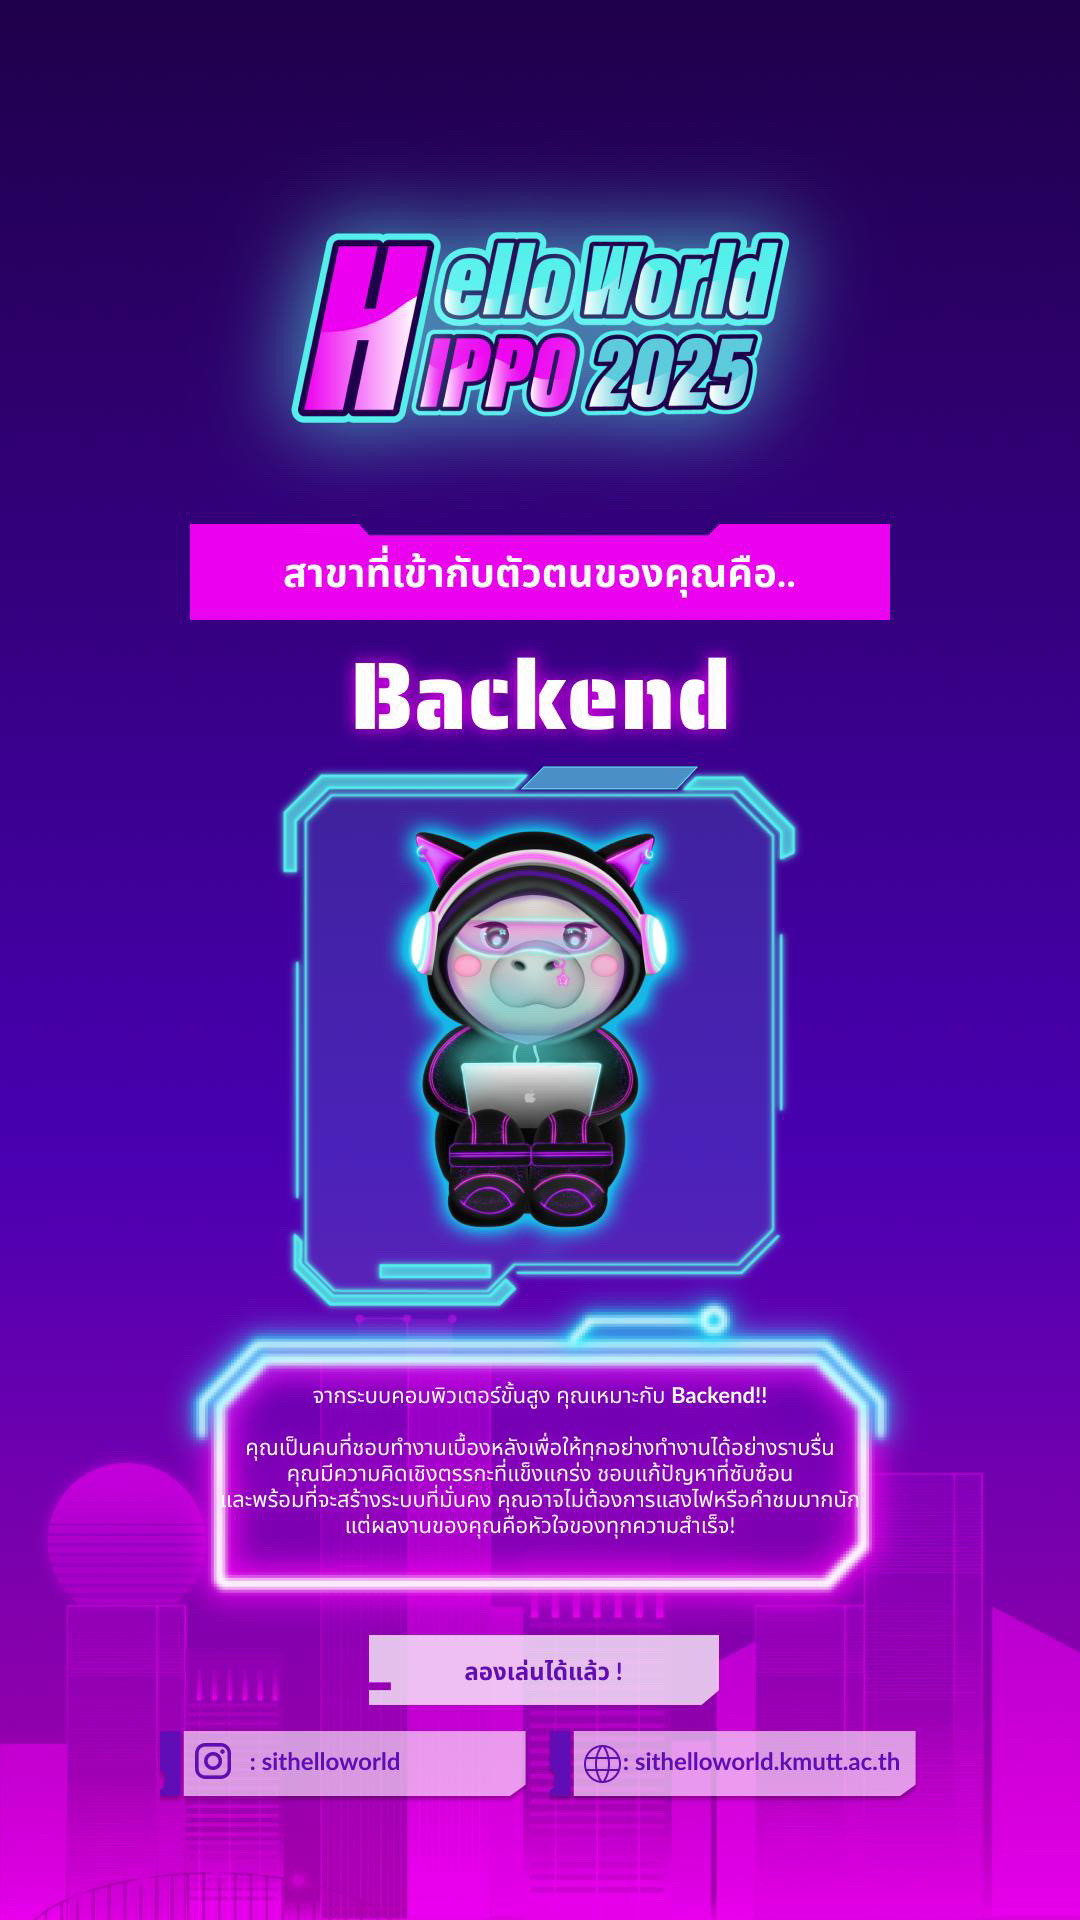 Hello World
HIPPO 2025
สาขาที่เข้ากับตัวตนของคุณคือ..
Backend
จากระบบคอมพิวเตอร์ขั้นสูง คุณเหมาะกับ Backend!!
คุณเป็นคนที่ชอบทำงานเบื้องหลังเพื่อให้ทุกอย่างทำงานได้อย่างราบรื่น
คุณมีความคิดเชิงตรรกะที่แข็งแกร่ง ชอบแก้ปัญหาที่ซับซ้อน
และพร้อมที่จะสร้างระบบที่มั่นคง คุณอาจไม่ต้องการแสงไฟหรือคำชมมากนัก
แต่ผลงานของคุณคือหัวใจของทุกความสำเร็จ!
ลองเล่นได้แล้ว !
: sithelloworld
: sithelloworld.kmutt.ac.th